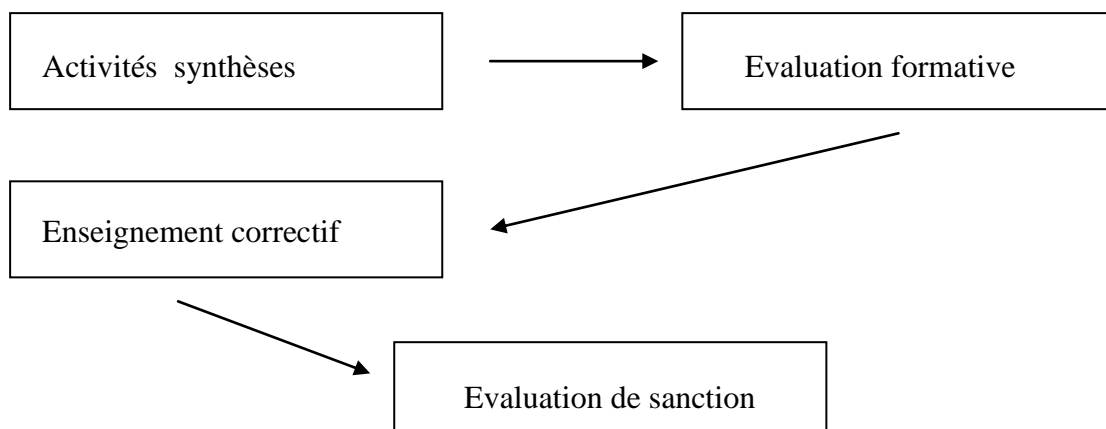 Activités synthèses
Evaluation formative
Enseignement correctif
Evaluation de sanction